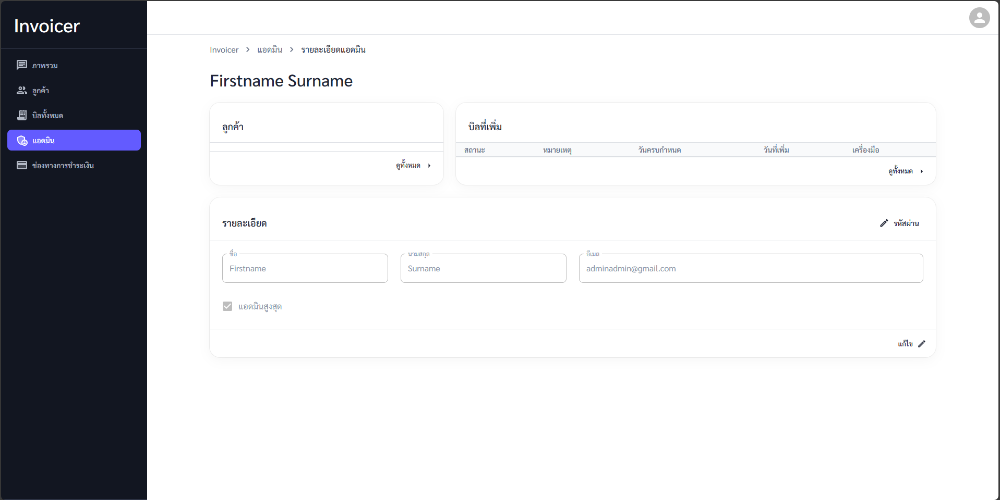 Invoicer
ภาพรวม
ลูกค้า
บิลทั้งหมด
แอดมิน
ช่องทางการชำระเงิน
Invoicer > แอดมิน > รายละเอียดแอดมิน
Firstname Surname
ลูกค้า
ดูทั้งหมด
บิลที่เพิ่ม
สถานะ หมายเหตุ วันครบกำหนด วันที่เพิ่ม เครื่องมือ
ดูทั้งหมด
รายละเอียด
รหัสผ่าน
ชื่อ
Firstname
นามสกุล
Surname
อีเมล
adminadmin@gmail.com
แอดมินสูงสุด
แก้ไข